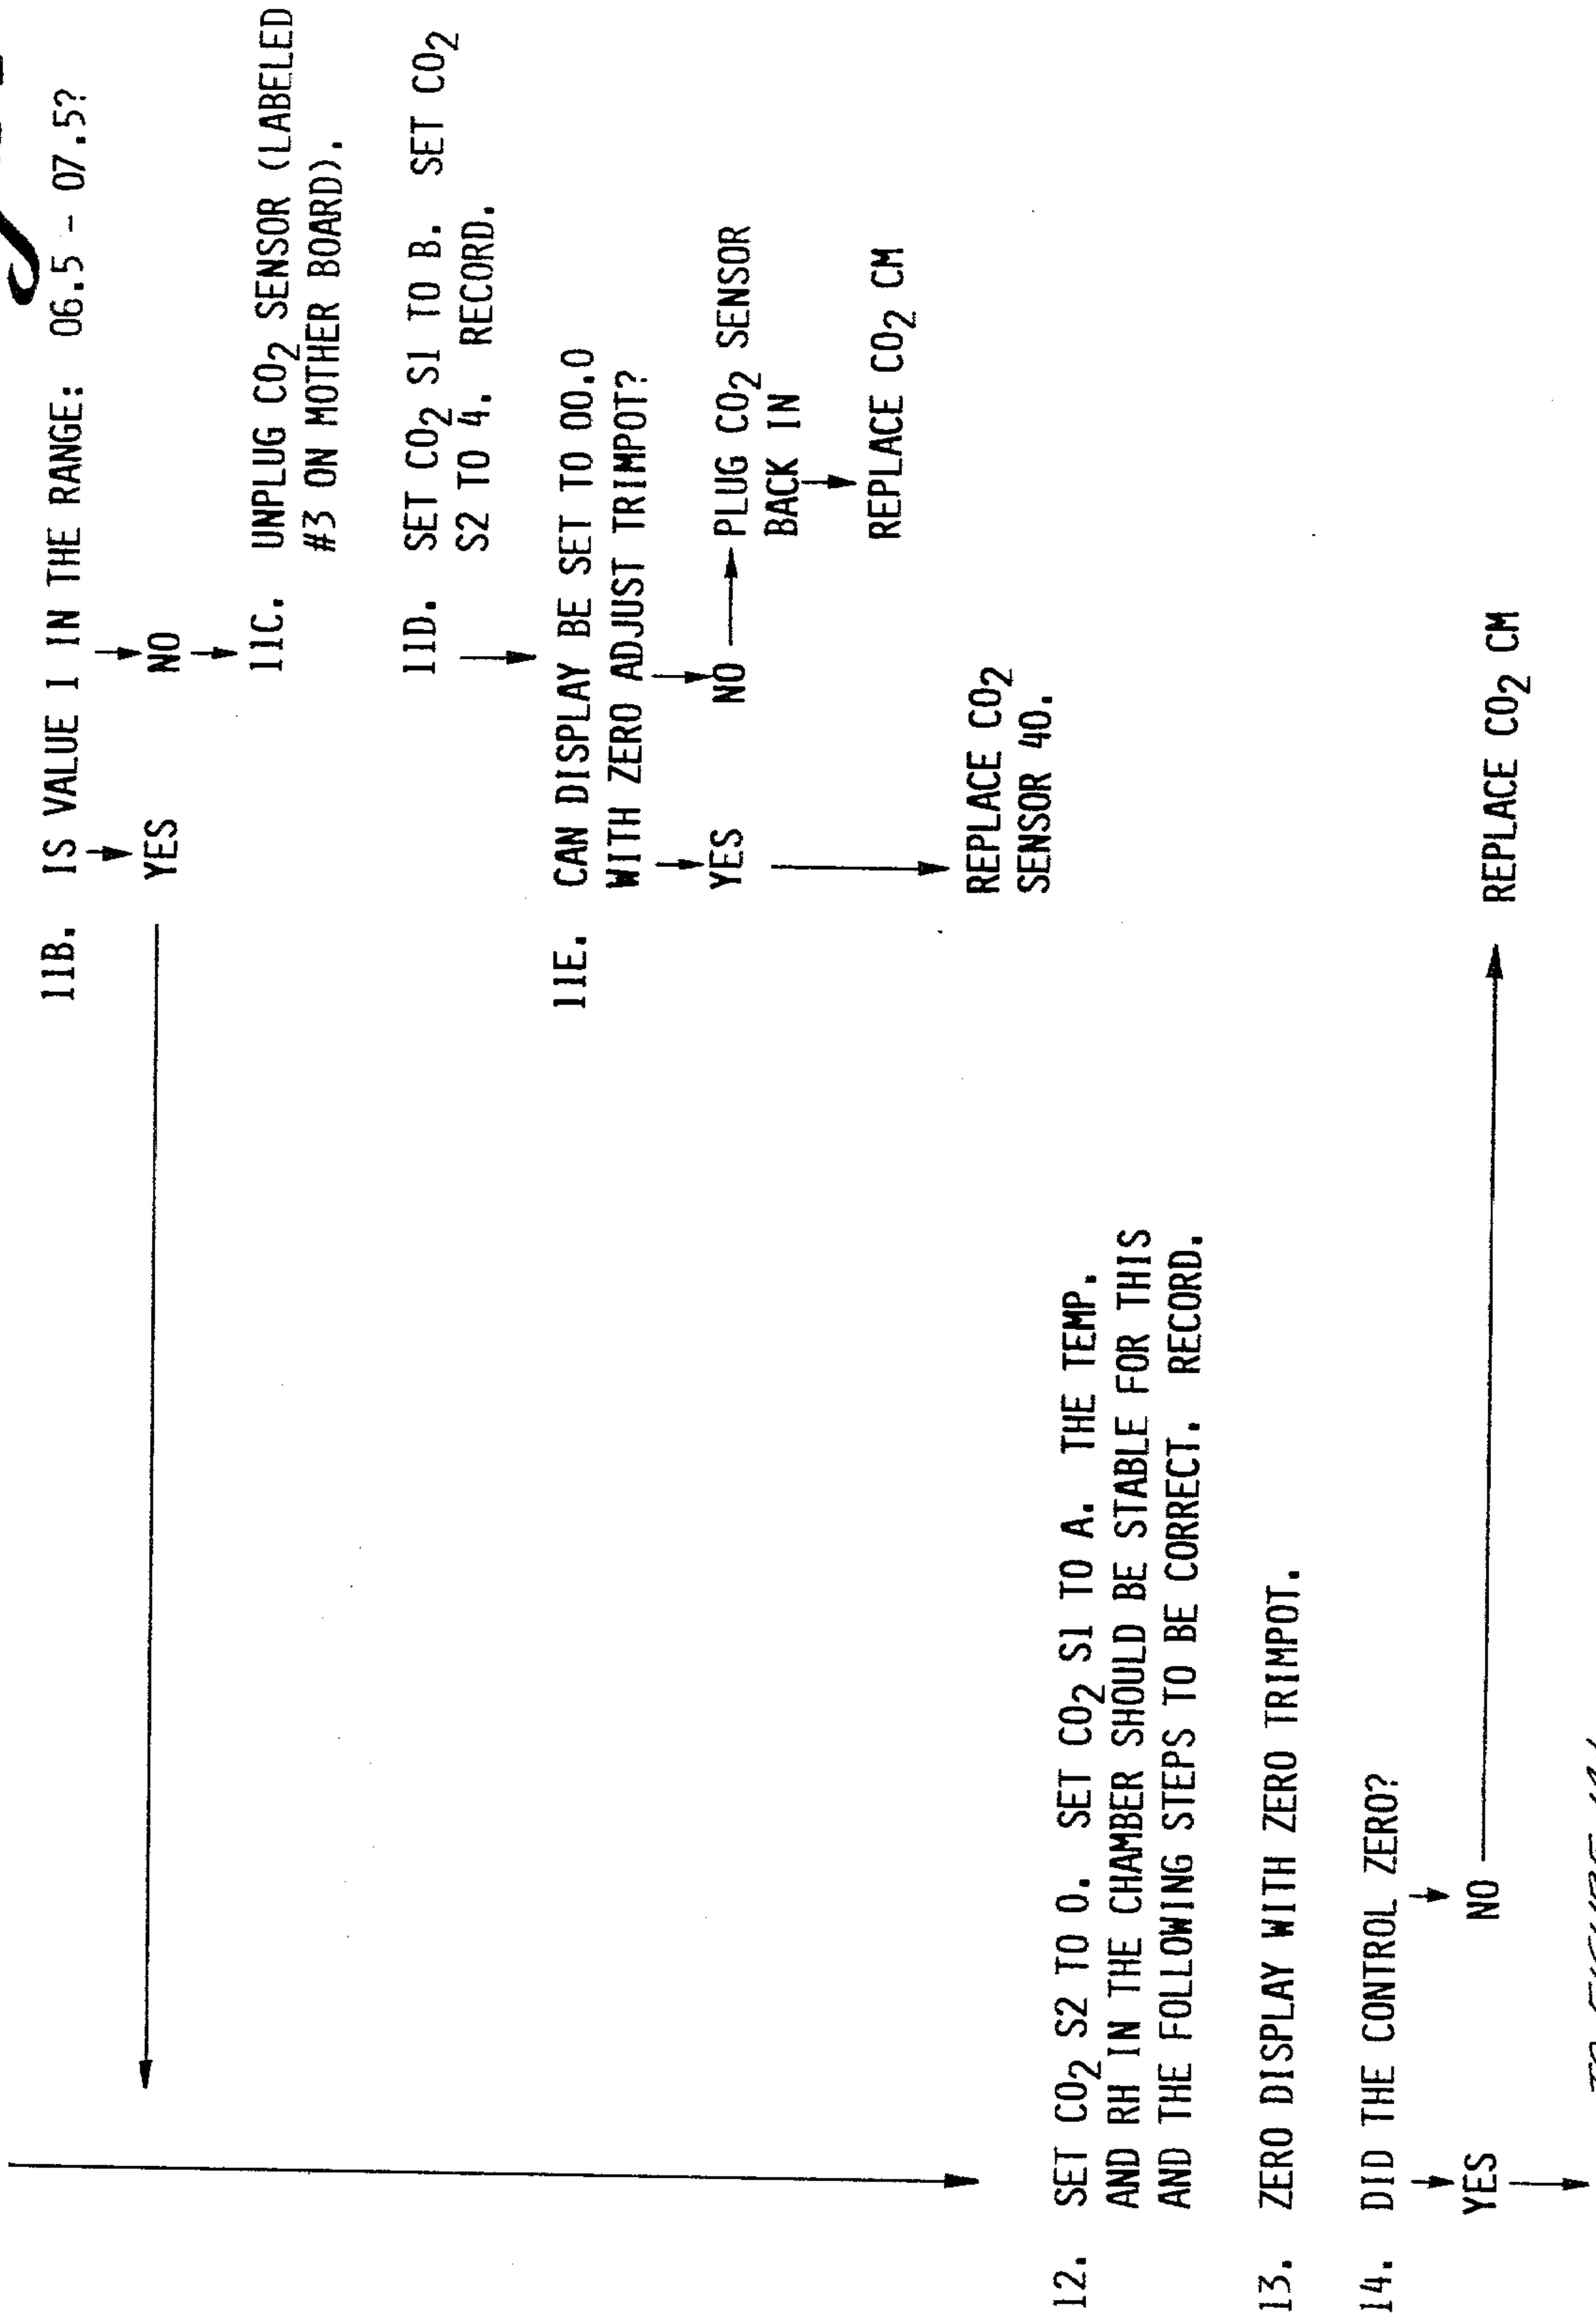 11B. IS VALUE I IN THE RANGE: 06.5 - 07.5?
YES
NO
11C. UNPLUG CO2 SENSOR (LABELED
#3 ON MOTHER BOARD).
11D. SET CO2 S1 TO B. SET CO2
S2 TO 4. RECORD.
11E. CAN DISPLAY BE SET TO 00.0
WITH ZERO ADJUST TRIMPOT?
YES
NO
PLUG CO2 SENSOR
BACK IN
REPLACE CO2 CM
REPLACE CO2
SENSOR 40.
12. SET CO2 S2 TO 0. SET CO2 S1 TO A. THE TEMP.
AND RH IN THE CHAMBER SHOULD BE STABLE FOR THIS
AND THE FOLLOWING STEPS TO BE CORRECT. RECORD.
13. ZERO DISPLAY WITH ZERO TRIMPOT.
14. DID THE CONTROL ZERO?
YES
NO
REPLACE CO2 CM